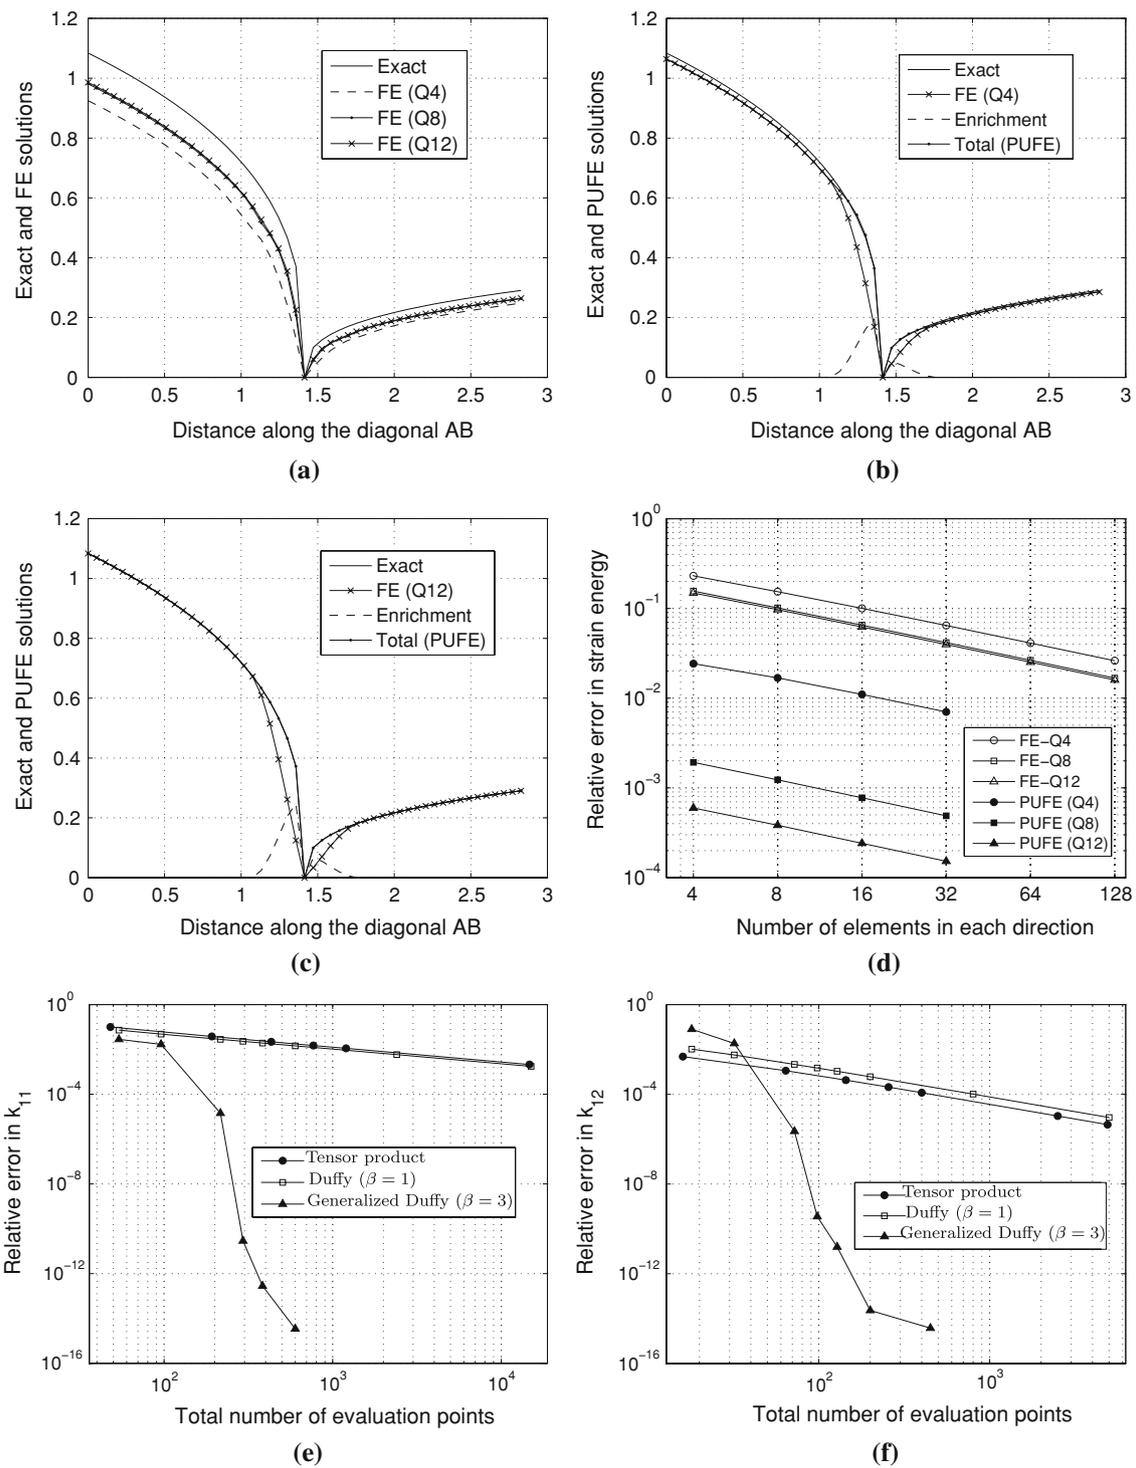 Exact and FE solutions
1.2
1
0.8
0.6
0.4
0.2
0
Exact
FE (Q4)
FE (Q8)
FE (Q12)
0 0.5 1 1.5 2 2.5 3
Distance along the diagonal AB
(a)
Exact and PUFE solutions
1.2
1
0.8
0.6
0.4
0.2
0
Exact
FE (Q4)
Enrichment
Total (PUFE)
0 0.5 1 1.5 2 2.5 3
Distance along the diagonal AB
(b)
Exact and PUFE solutions
1.2
1
0.8
0.6
0.4
0.2
0
Exact
FE (Q12)
Enrichment
Total (PUFE)
0 0.5 1 1.5 2 2.5 3
Distance along the diagonal AB
(c)
Relative error in strain energy
10^0
10^-1
10^-2
10^-3
10^-4
FE−Q4
FE−Q8
FE−Q12
PUFE (Q4)
PUFE (Q8)
PUFE (Q12)
4 8 16 32 64 128
Number of elements in each direction
(d)
Relative error in k_11
10^0
10^-4
10^-8
10^-12
10^-16
Tensor product
Duffy (β = 1)
Generalized Duffy (β = 3)
10^2 10^3 10^4
Total number of evaluation points
(e)
Relative error in k_12
10^0
10^-4
10^-8
10^-12
10^-16
Tensor product
Duffy (β = 1)
Generalized Duffy (β = 3)
10^2 10^3
Total number of evaluation points
(f)